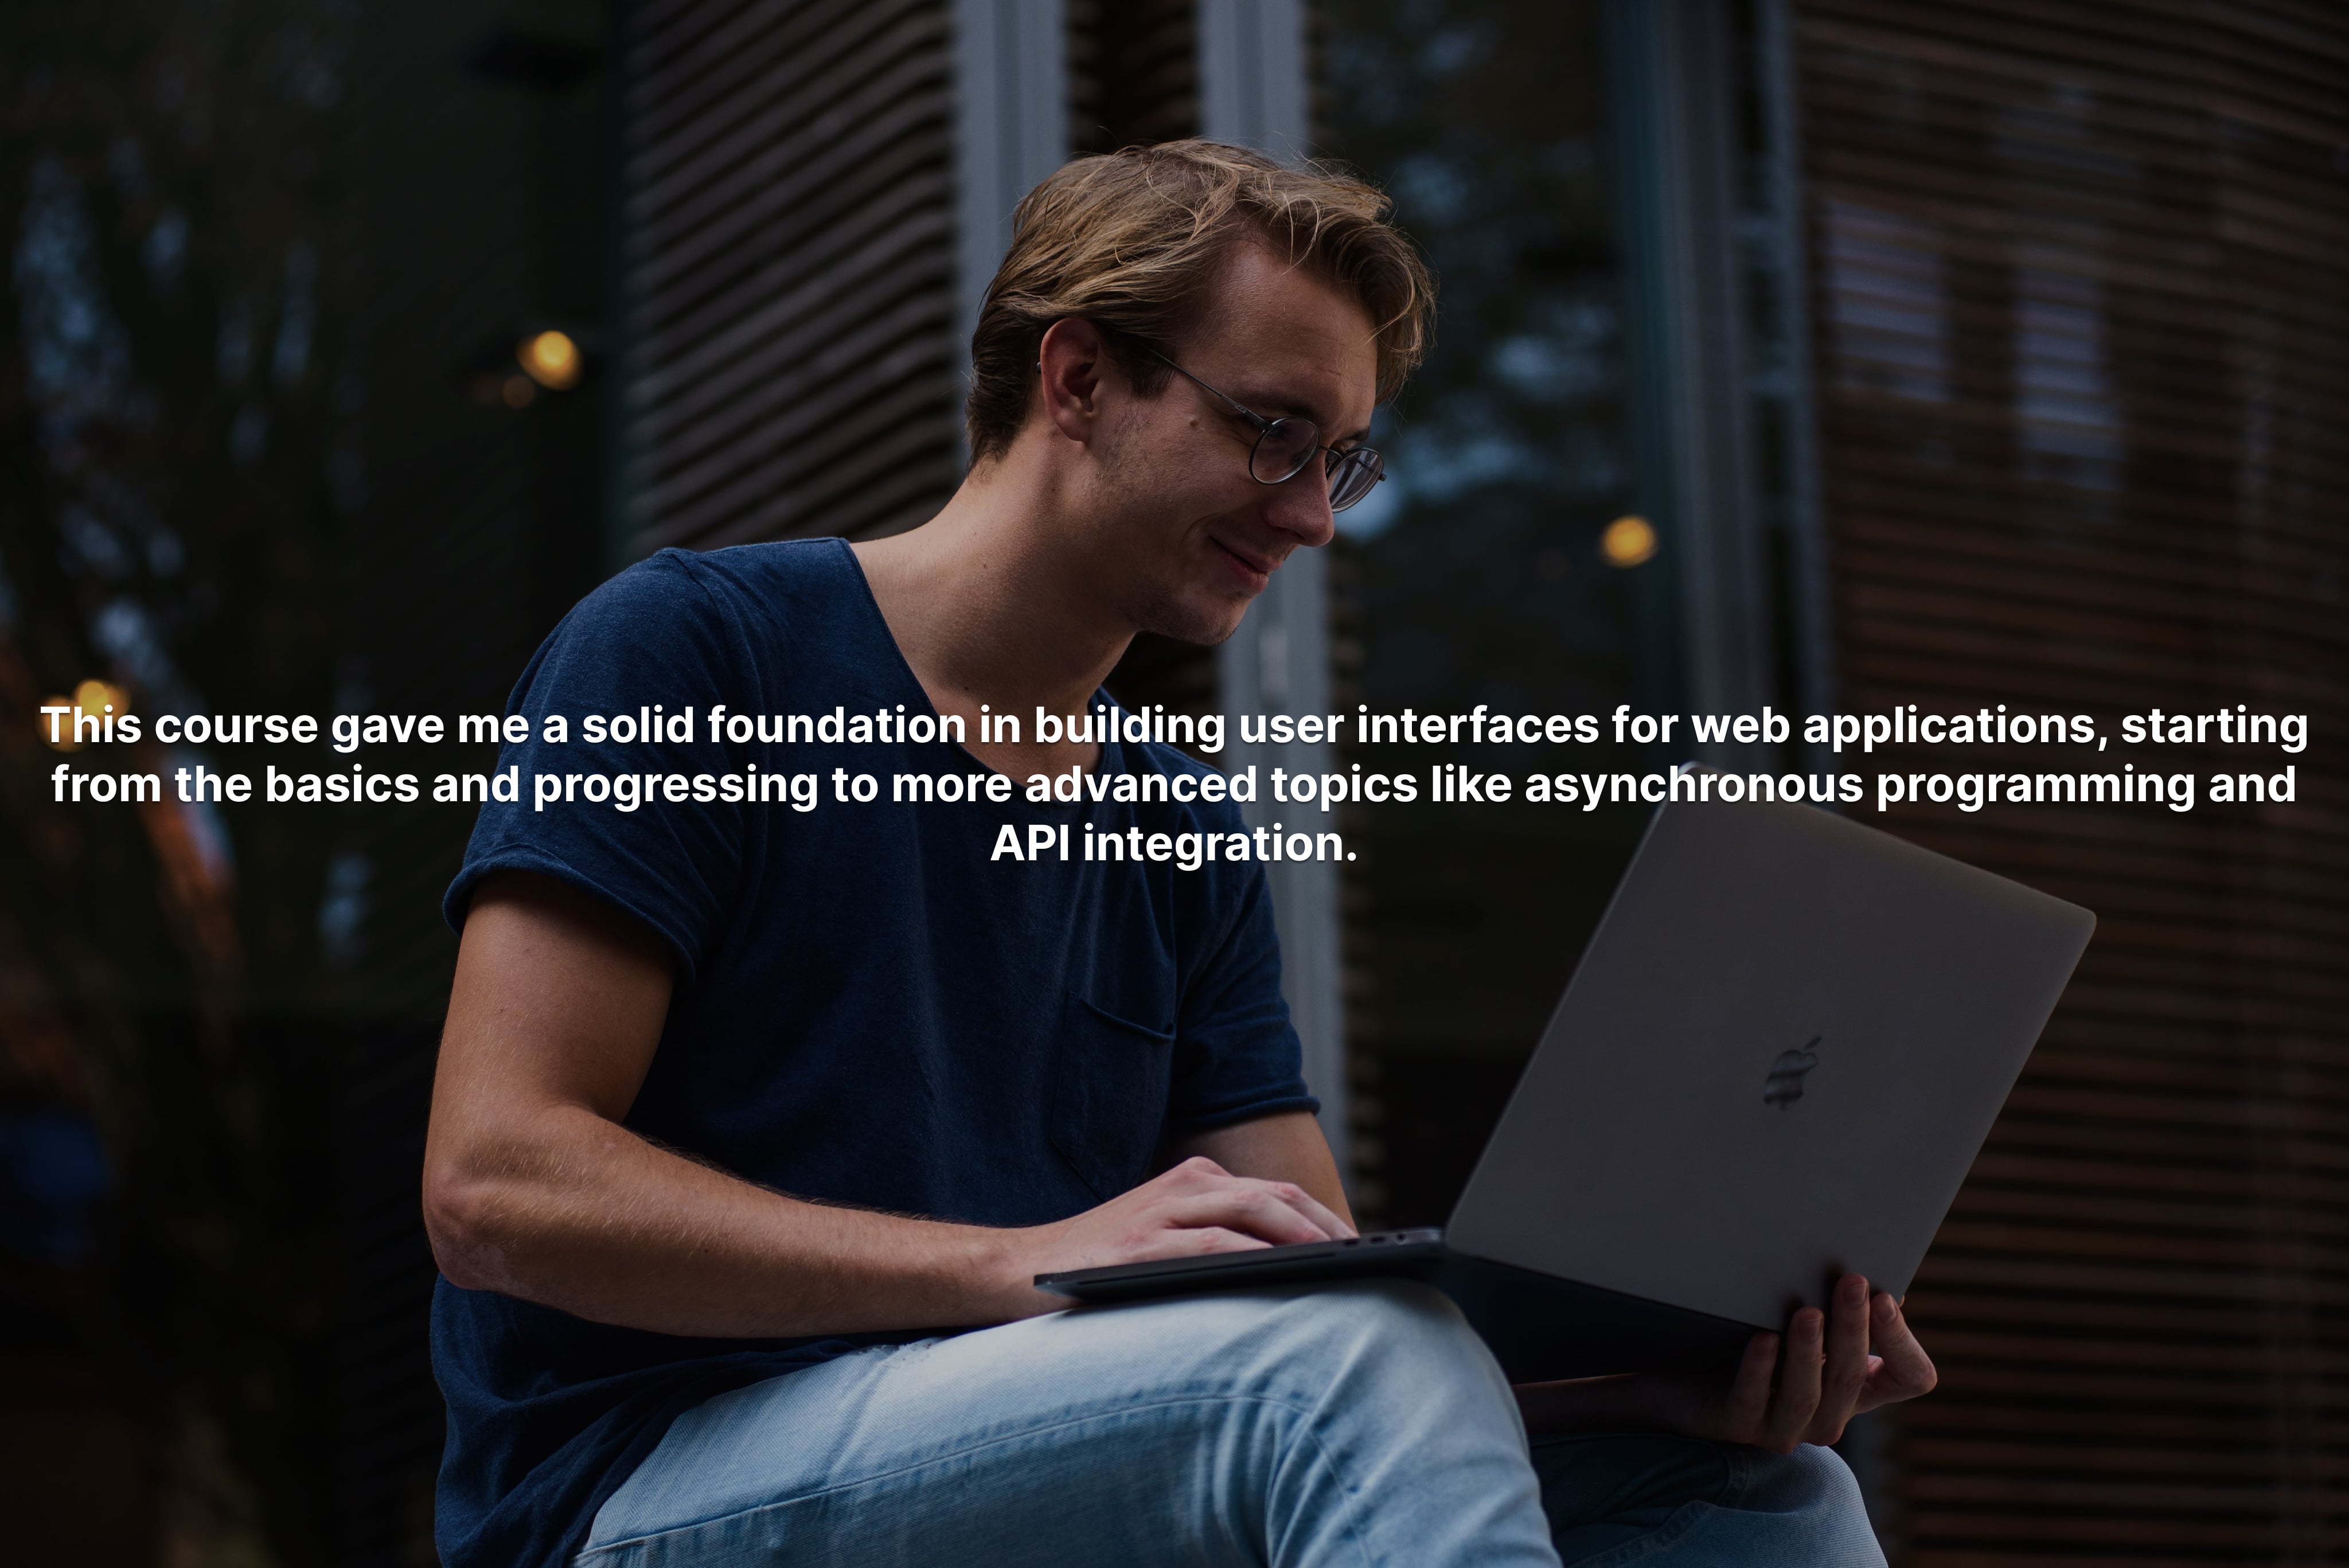 This course gave me a solid foundation in building user interfaces for web applications, starting
from the basics and progressing to more advanced topics like asynchronous programming and
API integration.